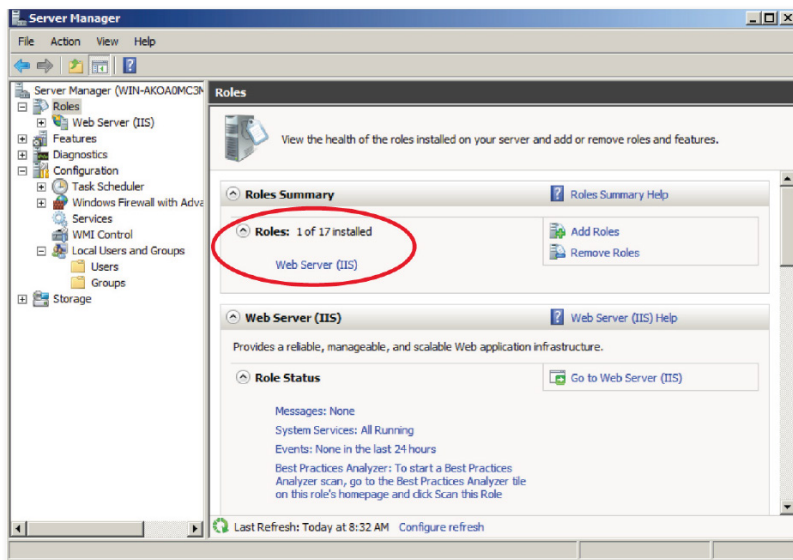 Server Manager
File Action View Help
Server Manager (WIN-AKOA0MC3M
Roles
Web Server (IIS)
Features
Diagnostics
Configuration
Task Scheduler
Windows Firewall with Adva
Services
WMI Control
Local Users and Groups
Users
Groups
Storage
Roles
View the health of the roles installed on your server and add or remove roles and features.
Roles Summary
Roles Summary Help
Roles: 1 of 17 installed
Web Server (IIS)
Add Roles
Remove Roles
Web Server (IIS)
Web Server (IIS) Help
Provides a reliable, manageable, and scalable Web application infrastructure.
Role Status
Go to Web Server (IIS)
Messages: None
System Services: All Running
Events: None in the last 24 hours
Best Practices Analyzer: To start a Best Practices
Analyzer scan, go to the Best Practices Analyzer tile
on this role's homepage and click Scan this Role
Last Refresh: Today at 8:32 AM Configure refresh